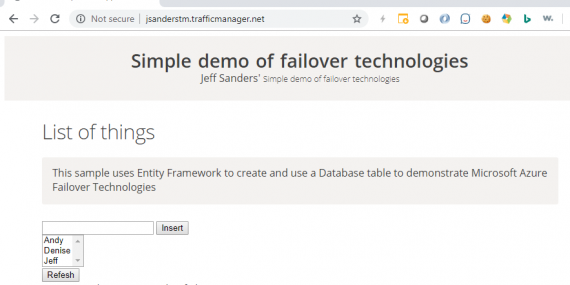 Not secure | jsanderstm.trafficmanager.net
Simple demo of failover technologies
Jeff Sanders' Simple demo of failover technologies
List of things
This sample uses Entity Framework to create and use a Database table to demonstrate Microsoft Azure
Failover Technologies
Insert
Andy
Denise
Jeff
Refesh